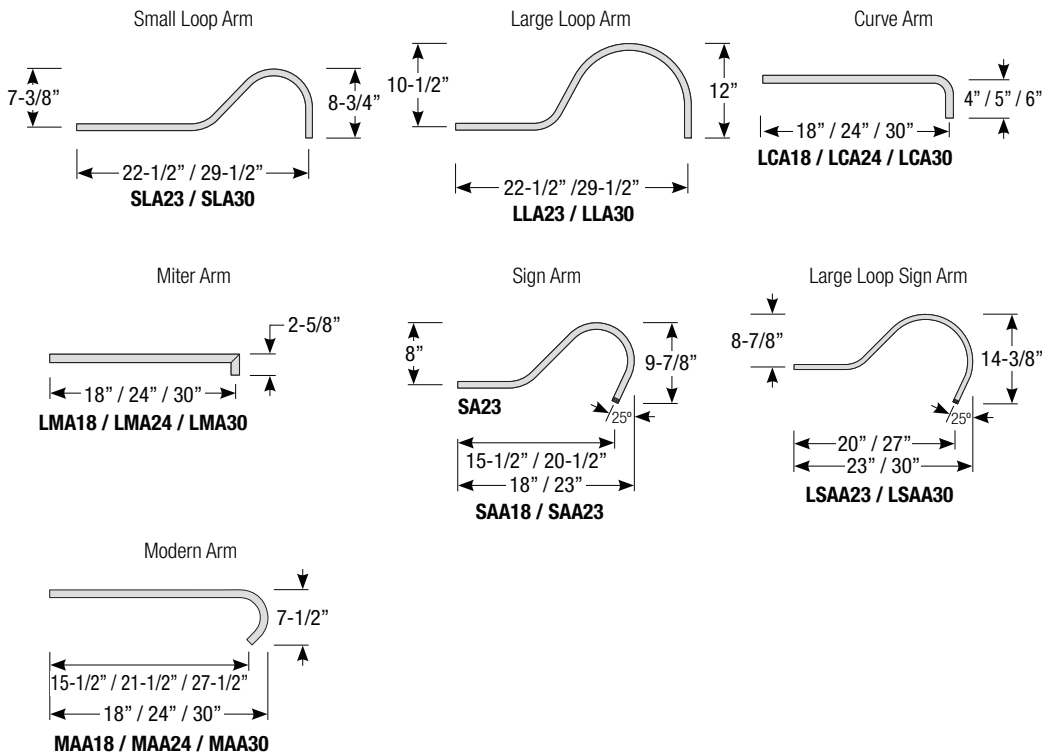 Small Loop Arm
7-3/8”
8-3/4”
22-1/2” / 29-1/2”
SLA23 / SLA30
Large Loop Arm
10-1/2”
12”
22-1/2” /29-1/2”
LLA23 / LLA30
Curve Arm
4” / 5” / 6”
18” / 24” / 30”
LCA18 / LCA24 / LCA30
Miter Arm
2-5/8”
18” / 24” / 30”
LMA18 / LMA24 / LMA30
Sign Arm
8”
9-7/8”
SA23
25º
15-1/2” / 20-1/2”
18” / 23”
SAA18 / SAA23
Large Loop Sign Arm
8-7/8”
14-3/8”
25º
20” / 27”
23” / 30”
LSAA23 / LSAA30
Modern Arm
7-1/2”
15-1/2” / 21-1/2” / 27-1/2”
18” / 24” / 30”
MAA18 / MAA24 / MAA30